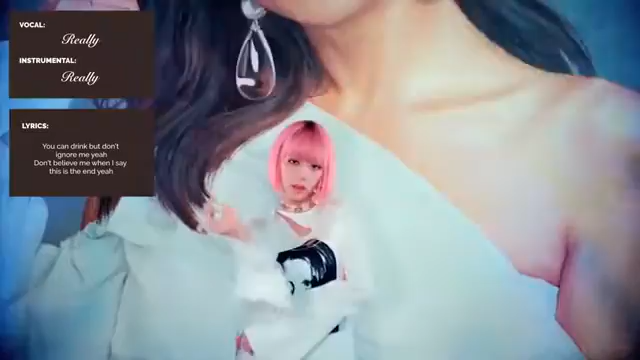 VOCAL:
Really
INSTRUMENTAL:
Really
LYRICS:
You can drink but don't
ignore me yeah
Don't believe me when I say
this is the end yeah